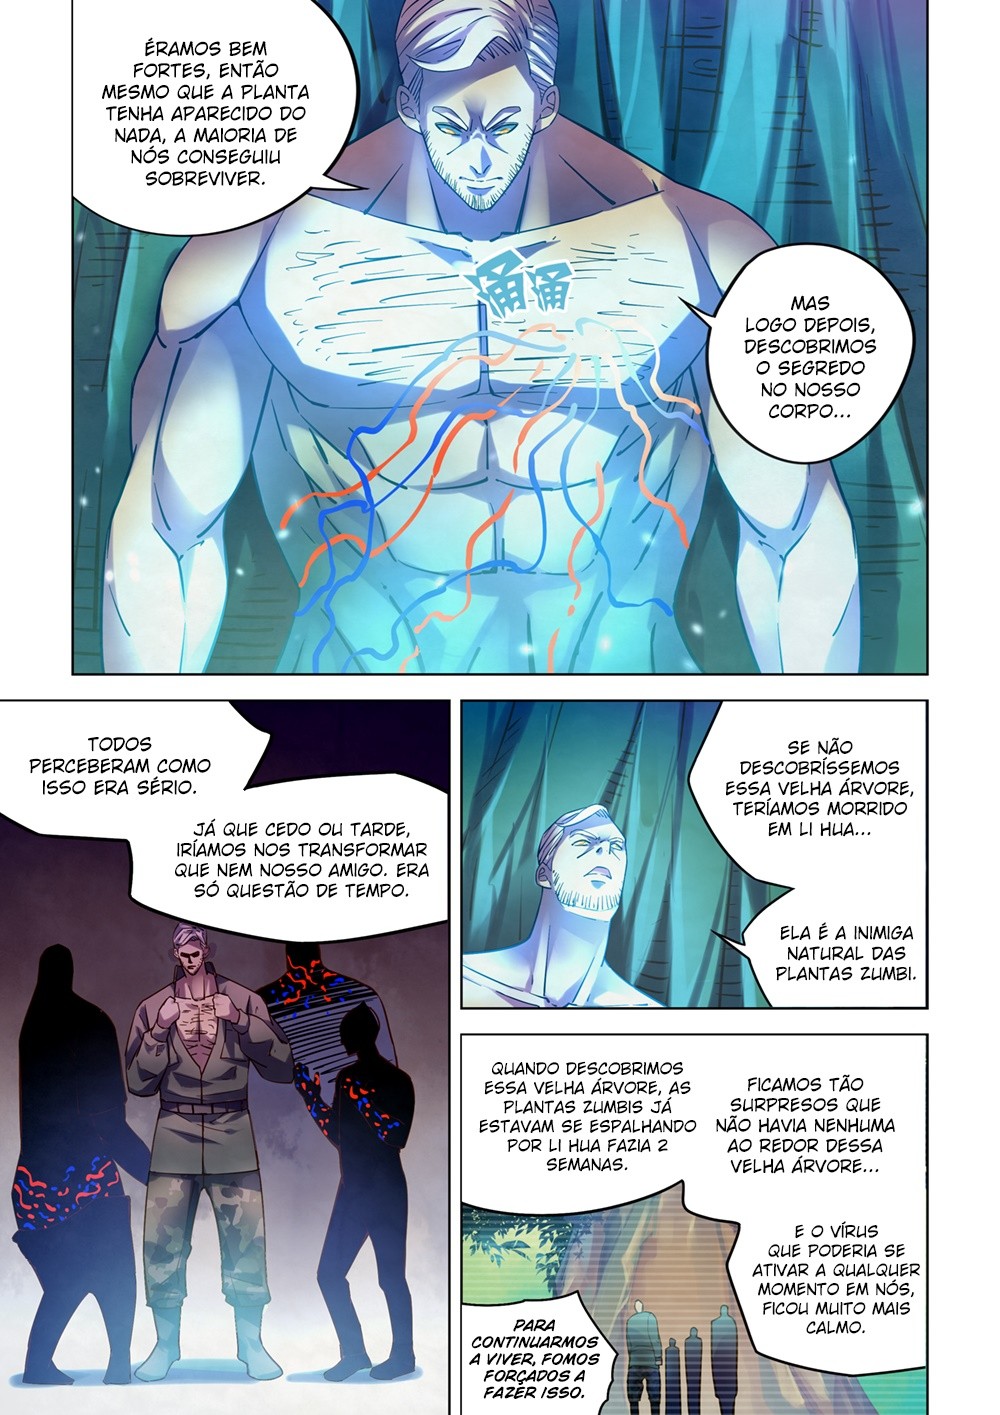 ÉRAMOS BEM
FORTES, ENTÃO
MESMO QUE A PLANTA
TENHA APARECIDO DO
NADA, A MAIORIA DE
NÓS CONSEGUIU
SOBREVIVER.
涌涌
MAS
LOGO DEPOIS,
DESCOBRIMOS
O SEGREDO
NO NOSSO
CORPO...
TODOS
PERCEBERAM COMO
ISSO ERA SÉRIO.
JÁ QUE CEDO OU TARDE,
IRÍAMOS NOS TRANSFORMAR
QUE NEM NOSSO AMIGO. ERA
SÓ QUESTÃO DE TEMPO.
SE NÃO
DESCOBRÍSSEMOS
ESSA VELHA ÁRVORE,
TERÍAMOS MORRIDO
EM LI HUA...
ELA É A INIMIGA
NATURAL DAS
PLANTAS ZUMBI.
QUANDO DESCOBRIMOS
ESSA VELHA ÁRVORE, AS
PLANTAS ZUMBIS JÁ
ESTAVAM SE ESPALHANDO
POR LI HUA FAZIA 2
SEMANAS.
FICAMOS TÃO
SURPRESOS QUE
NÃO HAVIA NENHUMA
AO REDOR DESSA
VELHA ÁRVORE...
E O VÍRUS
QUE PODERIA SE
ATIVAR A QUALQUER
MOMENTO EM NÓS,
FICOU MUITO MAIS
CALMO.
PARA
CONTINUARMOS
A VIVER, FOMOS
FORÇADOS A
FAZER ISSO.